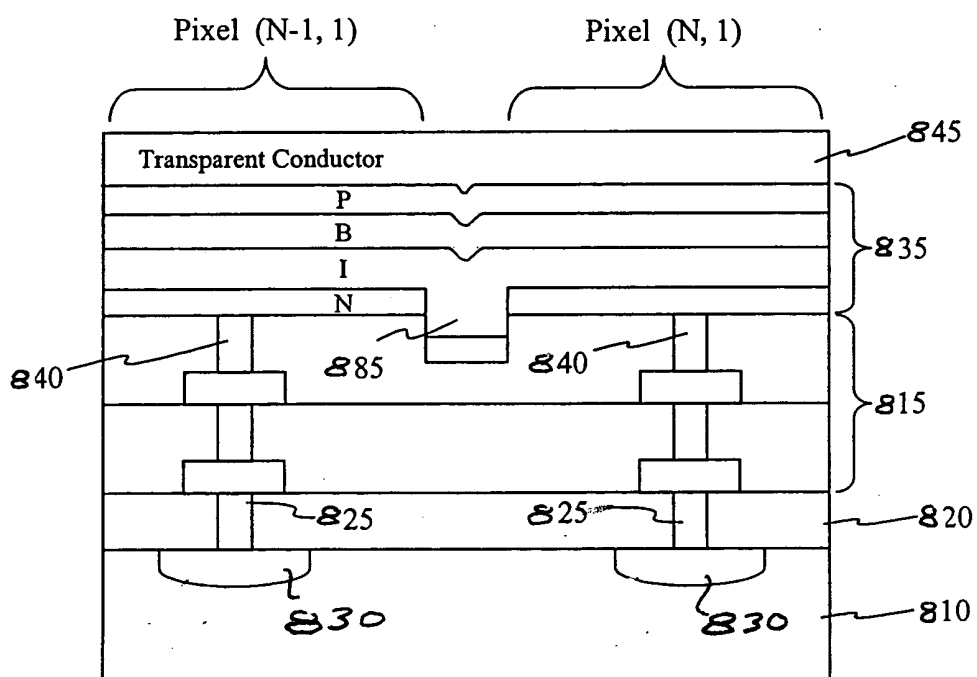 Pixel (N-1, 1)
Pixel (N, 1)
845
Transparent Conductor
P
B
835
I
N
840
885
840
815
825
825
820
830
830
810